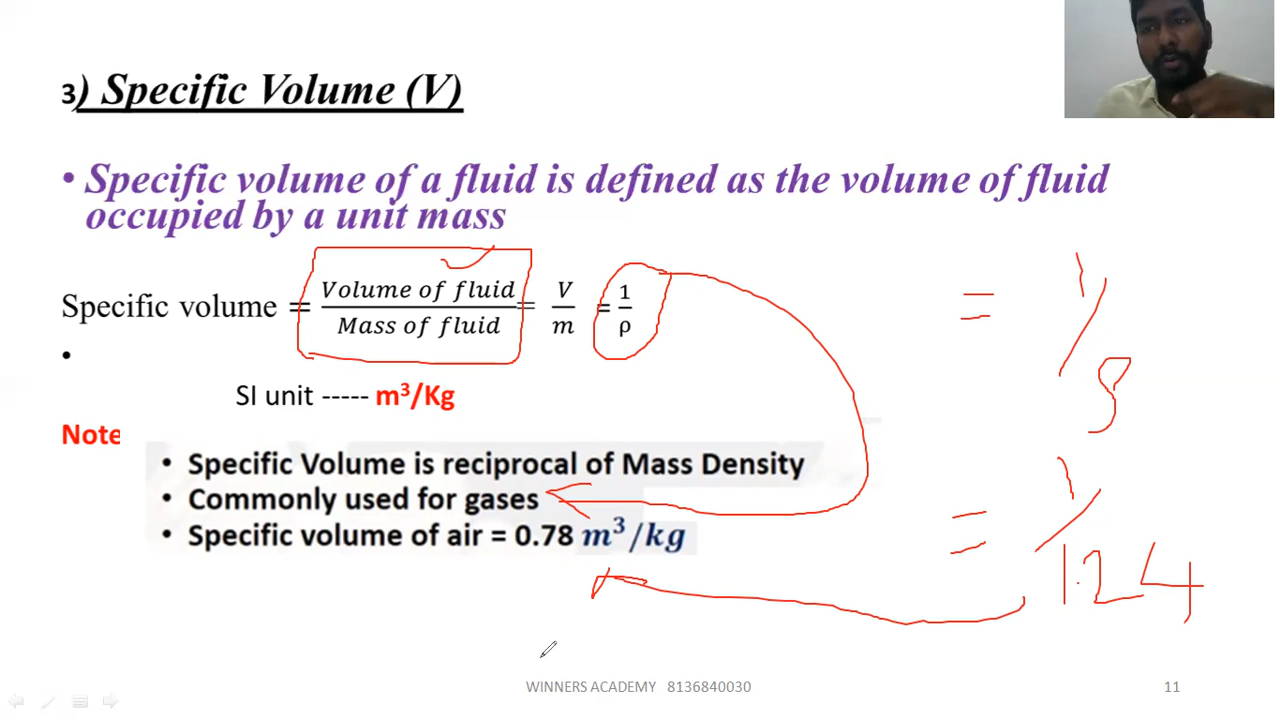 3) Specific Volume (V)
• Specific volume of a fluid is defined as the volume of fluid
occupied by a unit mass
Specific volume = Volume of fluid / Mass of fluid = V / m = 1 / ρ
•
SI unit ----- m³/Kg
Note
• Specific Volume is reciprocal of Mass Density
• Commonly used for gases
• Specific volume of air = 0.78 m³/kg
= 1/ρ
= 1/1.24
WINNERS ACADEMY 8136840030
11